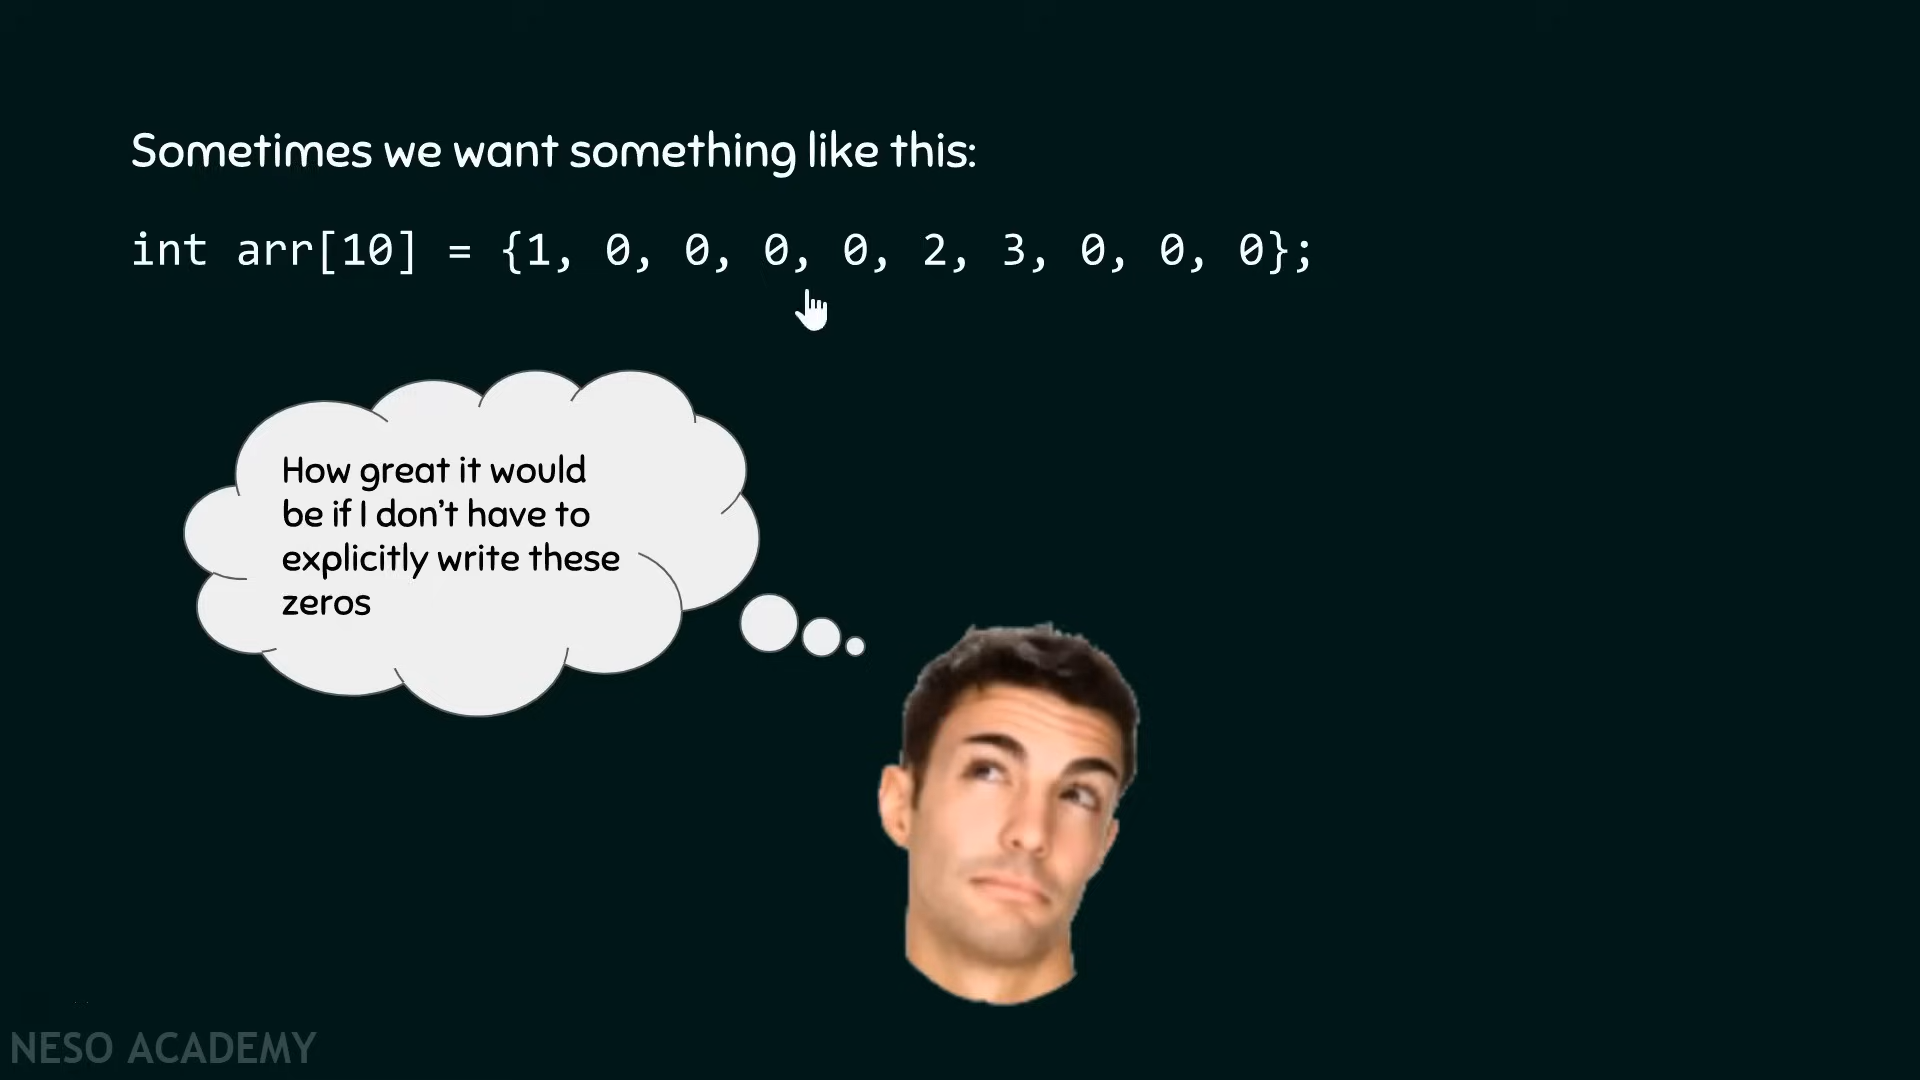 Sometimes we want something like this:
int arr[10] = {1, 0, 0, 0, 0, 2, 3, 0, 0, 0};
How great it would
be if I don't have to
explicitly write these
zeros
NESO ACADEMY